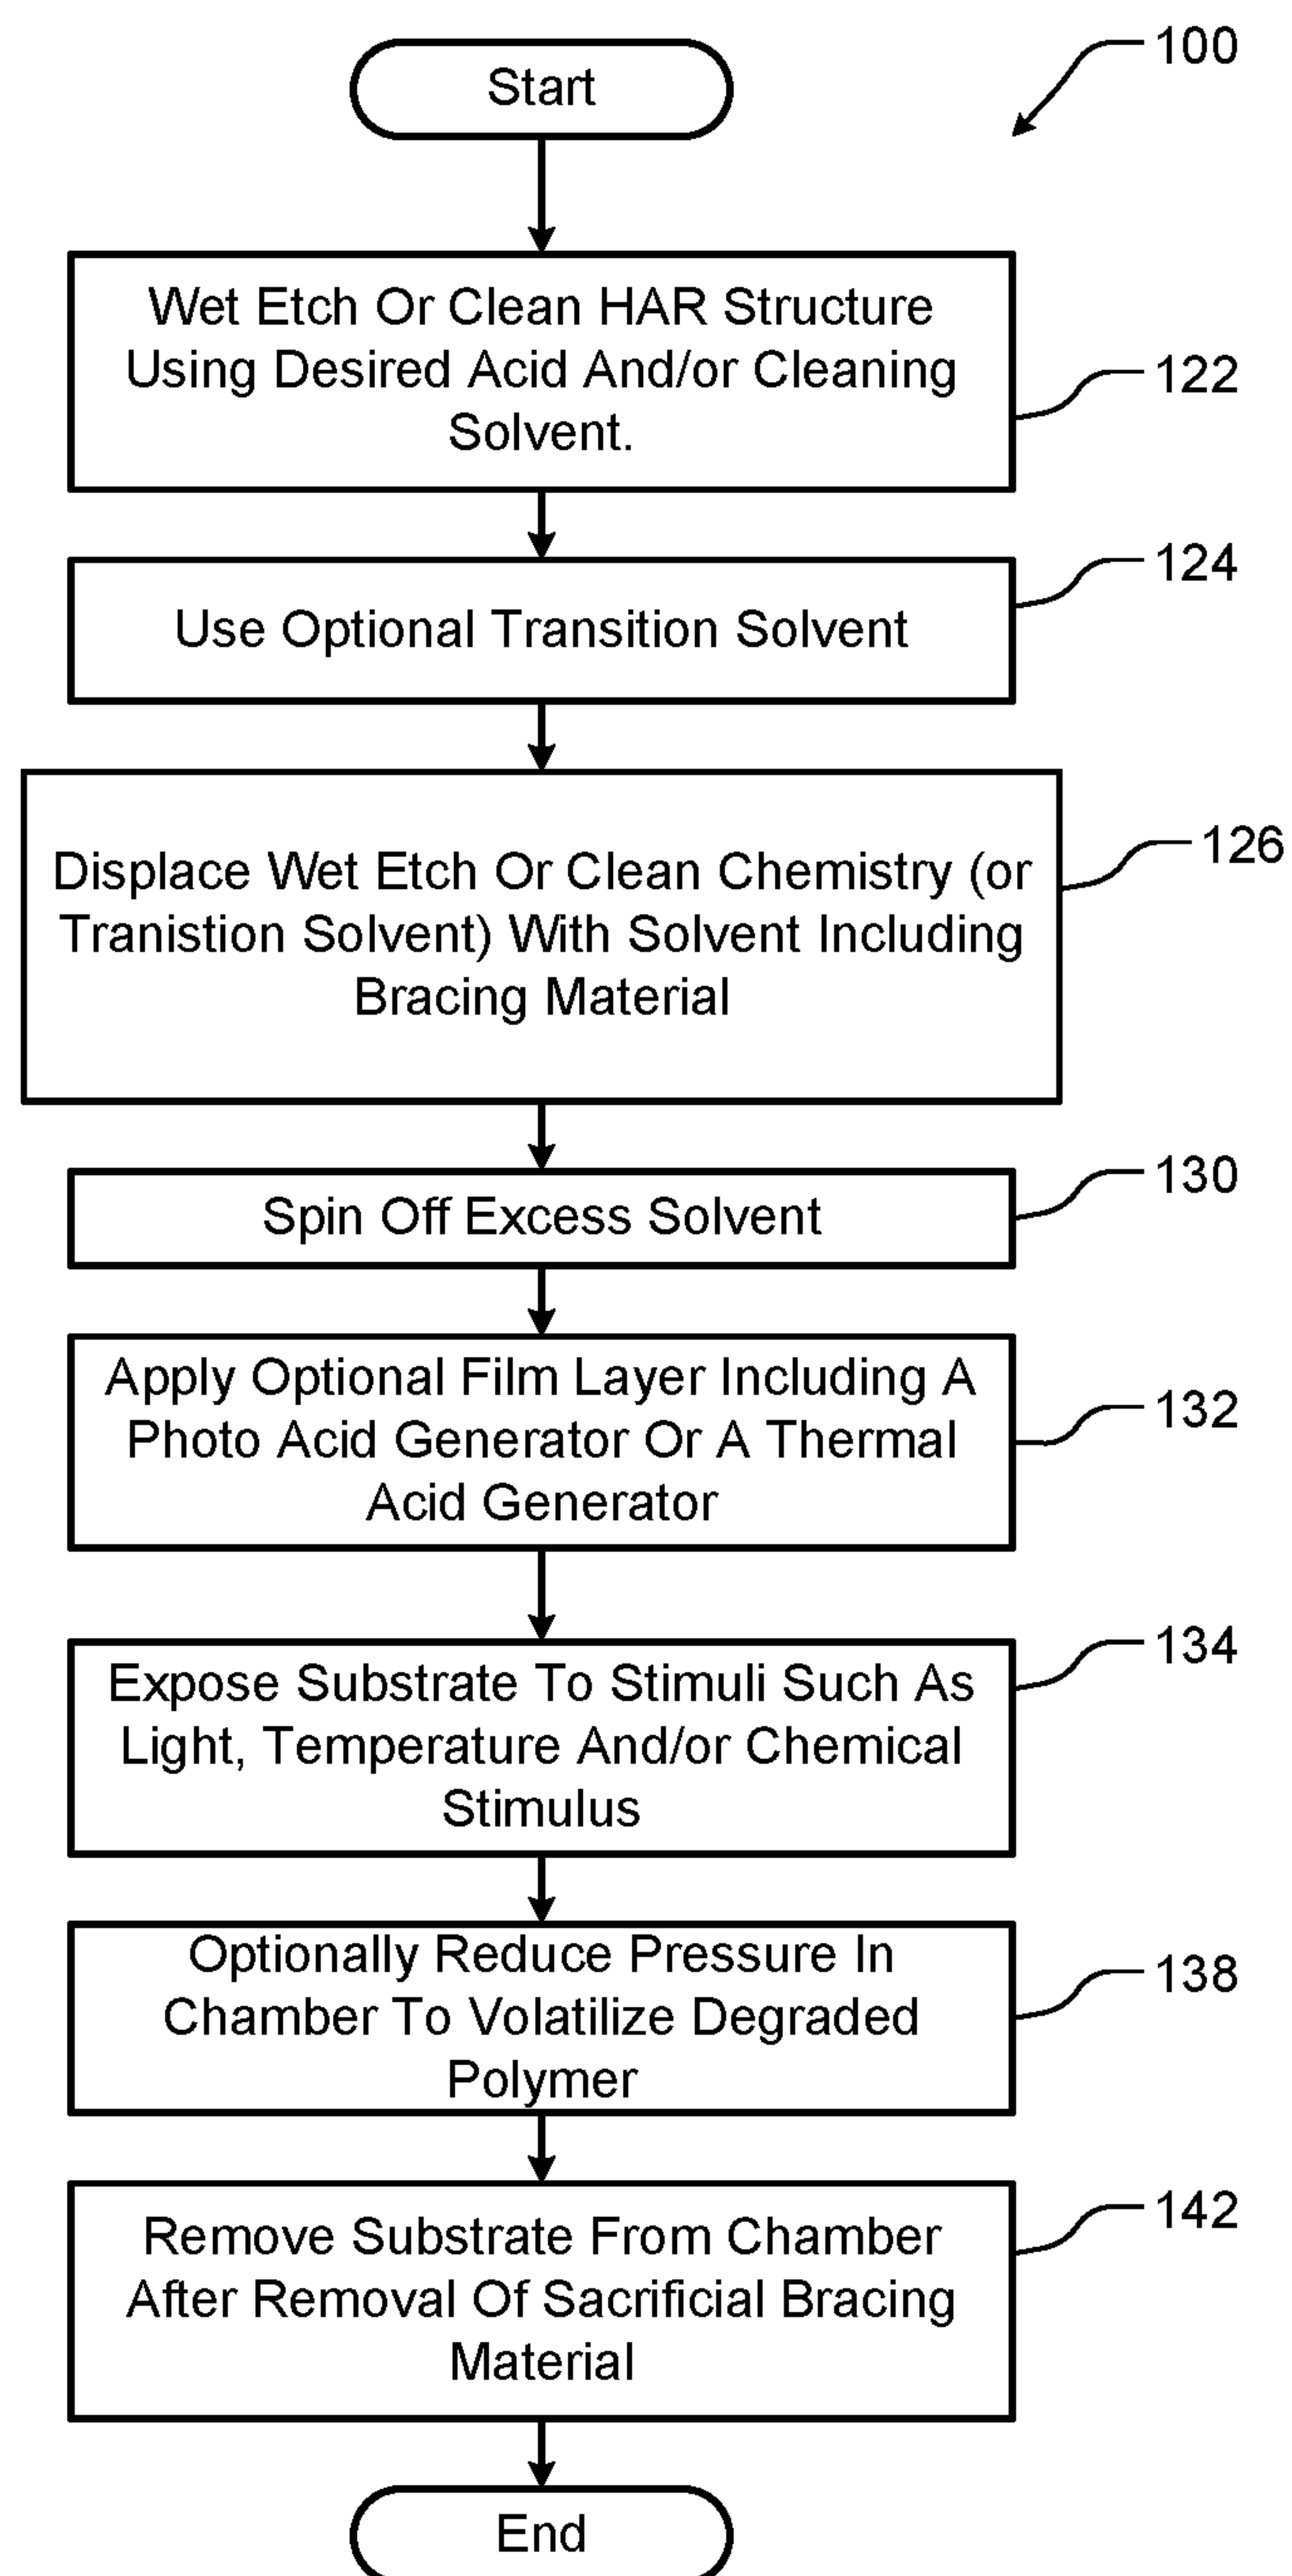 100
Start
Wet Etch Or Clean HAR Structure
Using Desired Acid And/or Cleaning
Solvent.
122
Use Optional Transition Solvent
124
Displace Wet Etch Or Clean Chemistry (or
Tranistion Solvent) With Solvent Including
Bracing Material
126
Spin Off Excess Solvent
130
Apply Optional Film Layer Including A
Photo Acid Generator Or A Thermal
Acid Generator
132
Expose Substrate To Stimuli Such As
Light, Temperature And/or Chemical
Stimulus
134
Optionally Reduce Pressure In
Chamber To Volatilize Degraded
Polymer
138
Remove Substrate From Chamber
After Removal Of Sacrificial Bracing
Material
142
End